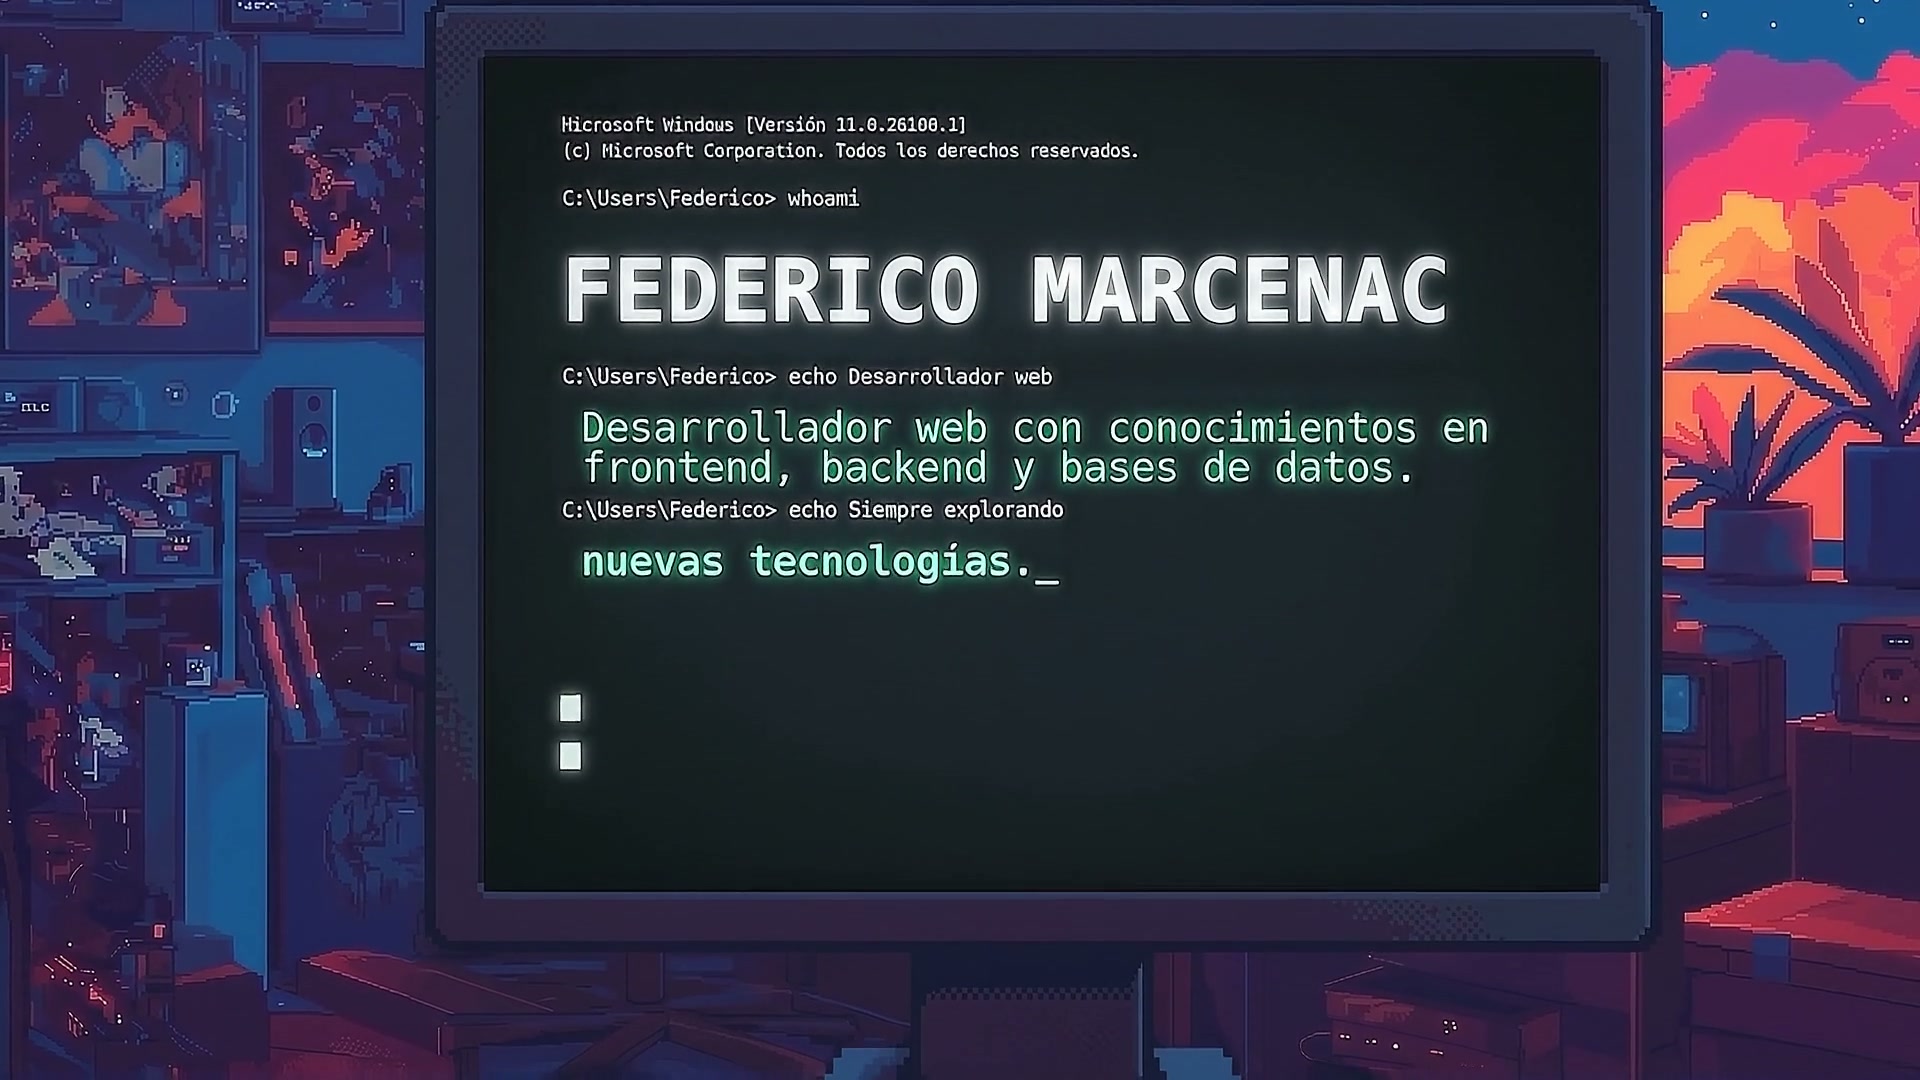 Microsoft Windows [Versión 11.0.26100.1]
(c) Microsoft Corporation. Todos los derechos reservados.
C:\Users\Federico> whoami
FEDERICO MARCENAC
C:\Users\Federico> echo Desarrollador web
Desarrollador web con conocimientos en
frontend, backend y bases de datos.
C:\Users\Federico> echo Siempre explorando
nuevas tecnologías._